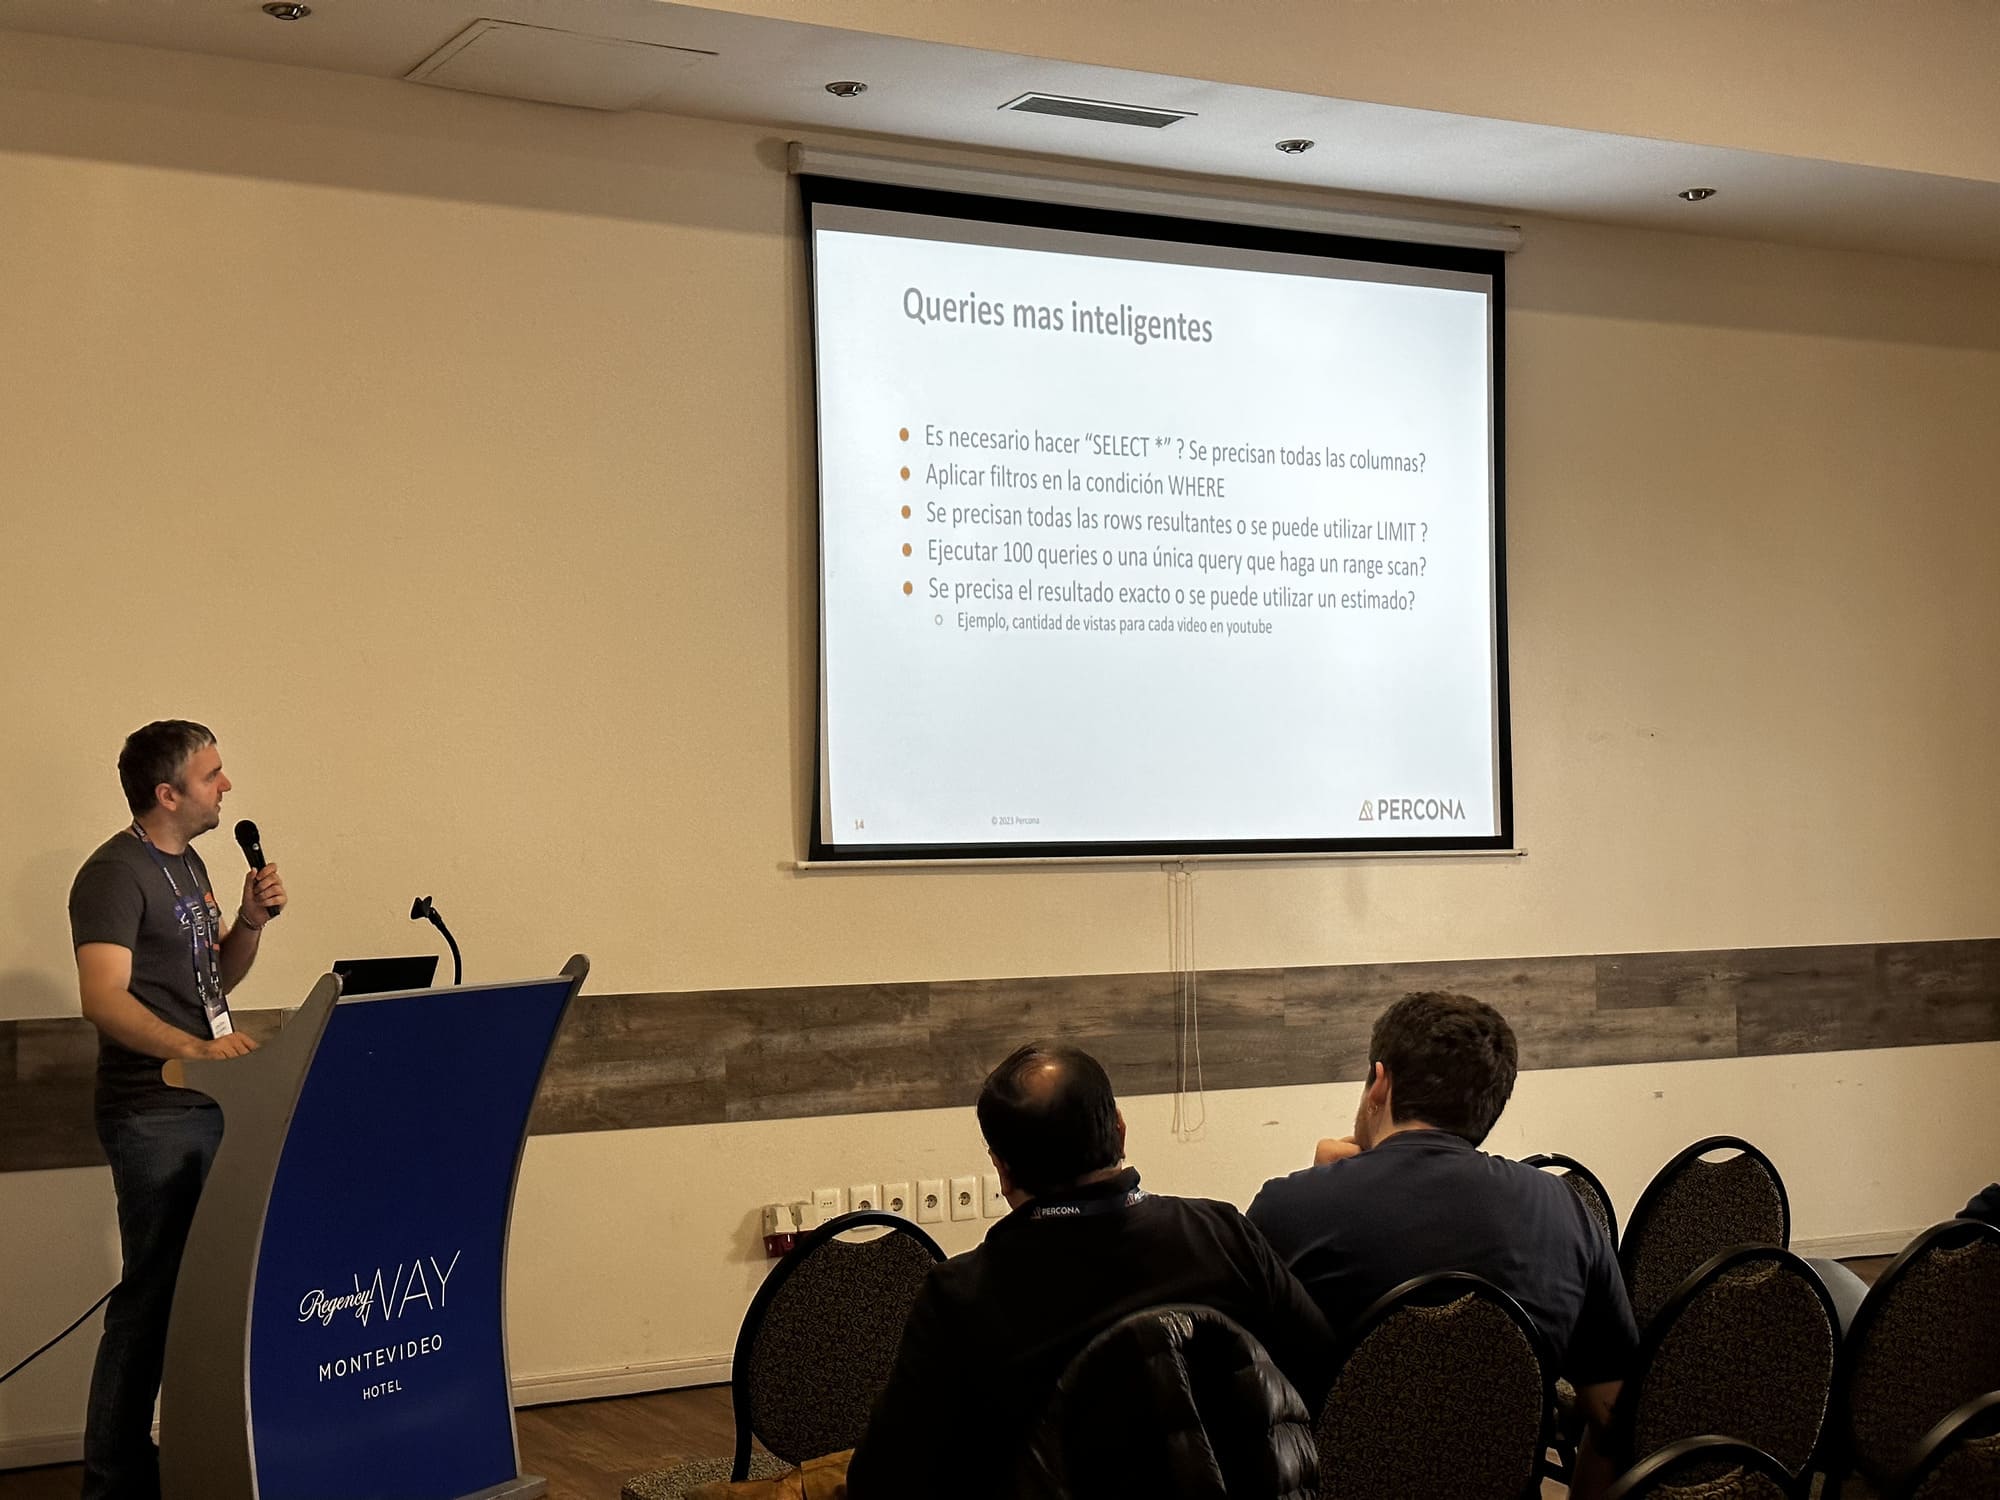 Queries mas inteligentes
Es necesario hacer “SELECT *” ? Se precisan todas las columnas?
Aplicar filtros en la condición WHERE
Se precisan todas las rows resultantes o se puede utilizar LIMIT ?
Ejecutar 100 queries o una única query que haga un range scan?
Se precisa el resultado exacto o se puede utilizar un estimado?
Ejemplo, cantidad de vistas para cada video en youtube
14
© 2023 Percona
PERCONA
PERCONA
Regency WAY
MONTEVIDEO
HOTEL